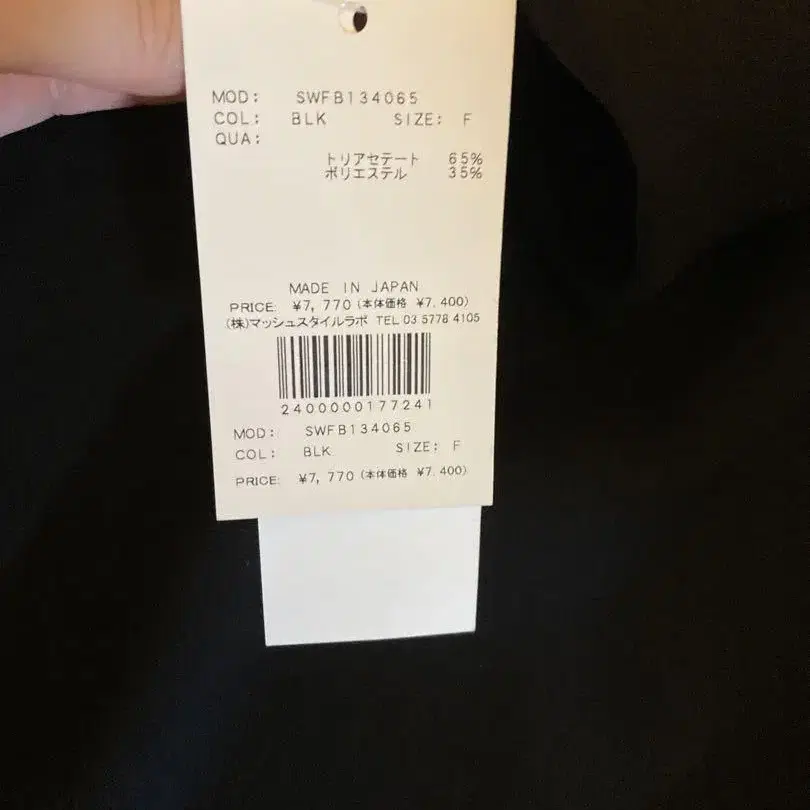 MOD: SWFB134065
COL: BLK SIZE: F
QUA:
トリアセテート 65%
ポリエステル 35%
MADE IN JAPAN
PRICE: ¥7,770 (本体価格 ¥7.400)
(株)マッシュスタイルラボ TEL 03 5778 4105
2400000177241
MOD: SWFB134065
COL: BLK SIZE: F
PRICE: ¥7,770 (本体価格 ¥7.400)